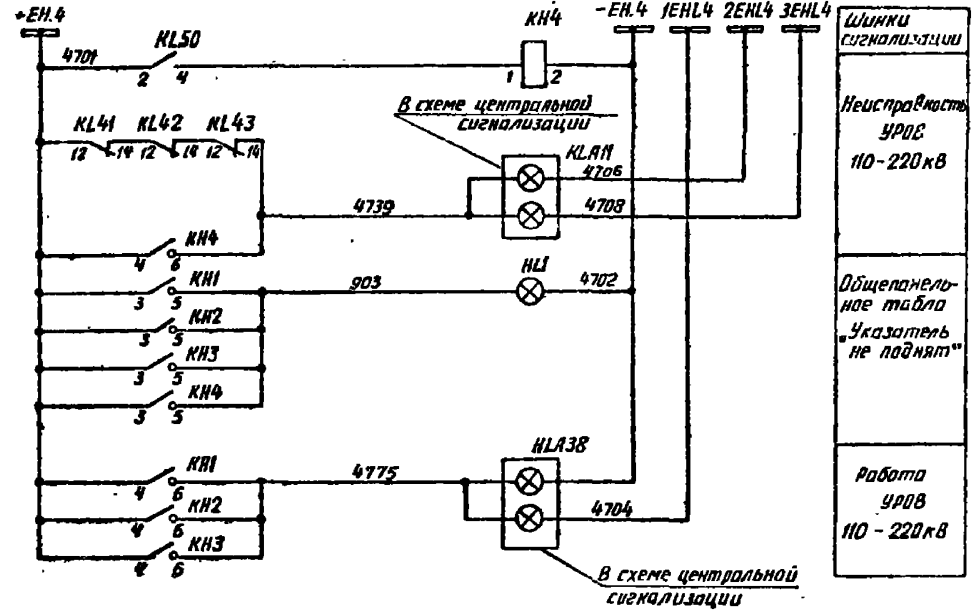 +EH.4
KH4
-EH.4 1EHL4 2EHL4 3EHL4
Шинки
сигнализации
4701
KL50
2 4
1 2
В схеме центральной
сигнализации
Неисправность
УРОВ
110-220кВ
KL41 KL42 KL43
12 14 12 14 12 14
KLA11
4706
4739
4708
KH4
4 6
KH1
3 5
903
HL1
4702
Общепанель-
ное табло
„Указатель
не поднят"
KH2
3 5
KH3
3 5
KH4
3 5
KH1
4 6
4775
HLA38
Работа
УРОВ
110-220кВ
KH2
4 6
4704
KH3
4 6
В схеме центральной
сигнализации